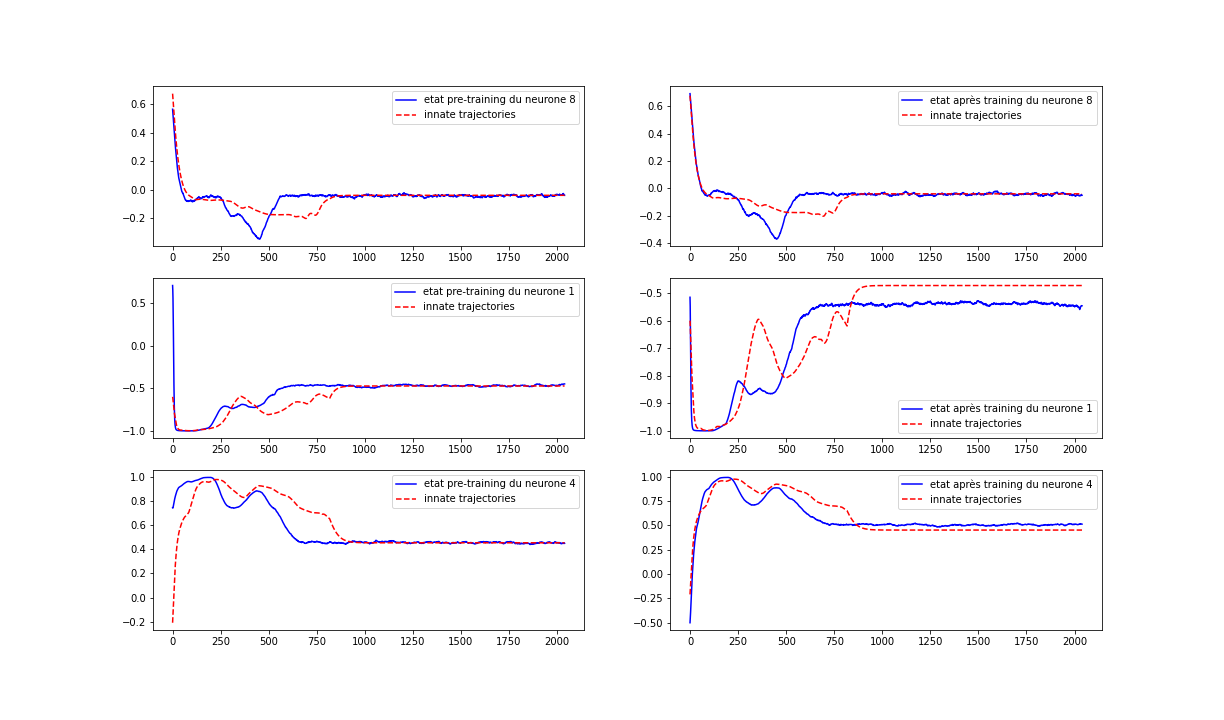 etat pre-training du neurone 8
innate trajectories
0.6
0.4
0.2
0.0
−0.2
0 250 500 750 1000 1250 1500 1750 2000
etat après training du neurone 8
innate trajectories
0.6
0.4
0.2
0.0
−0.2
−0.4
0 250 500 750 1000 1250 1500 1750 2000
etat pre-training du neurone 1
innate trajectories
0.5
0.0
−0.5
−1.0
0 250 500 750 1000 1250 1500 1750 2000
−0.5
−0.6
−0.7
−0.8
−0.9
−1.0
etat après training du neurone 1
innate trajectories
0 250 500 750 1000 1250 1500 1750 2000
etat pre-training du neurone 4
innate trajectories
1.0
0.8
0.6
0.4
0.2
0.0
−0.2
0 250 500 750 1000 1250 1500 1750 2000
etat après training du neurone 4
innate trajectories
1.00
0.75
0.50
0.25
0.00
−0.25
−0.50
0 250 500 750 1000 1250 1500 1750 2000